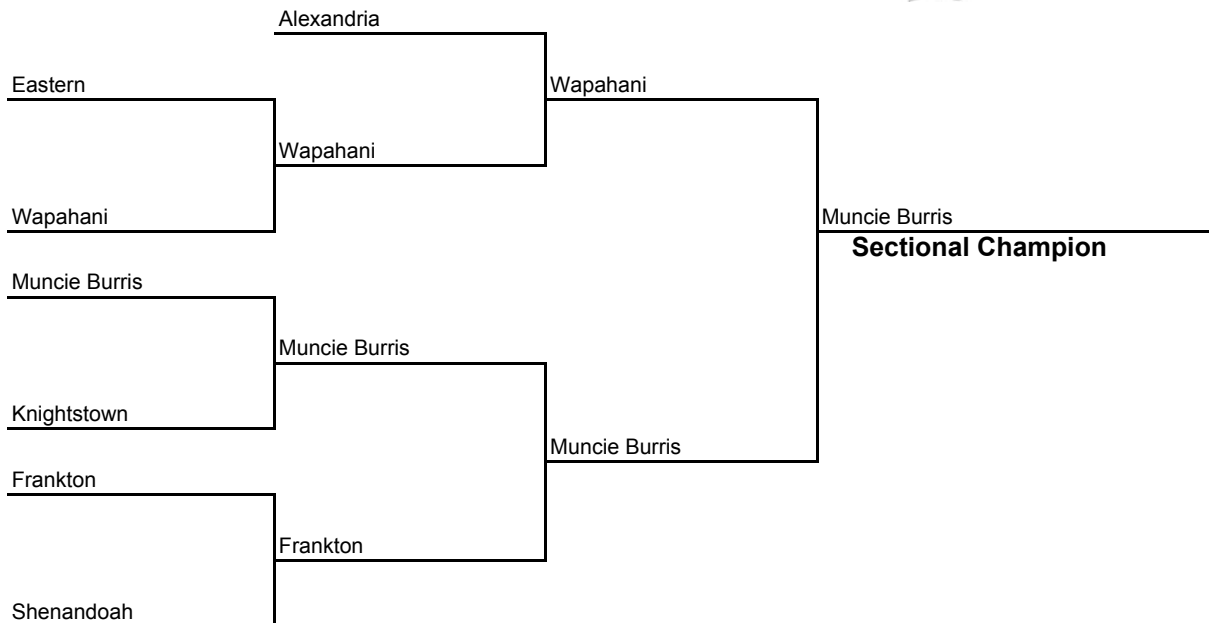 Alexandria
Eastern
Wapahani
Wapahani
Wapahani
Muncie Burris
Sectional Champion
Muncie Burris
Muncie Burris
Knightstown
Muncie Burris
Frankton
Frankton
Shenandoah